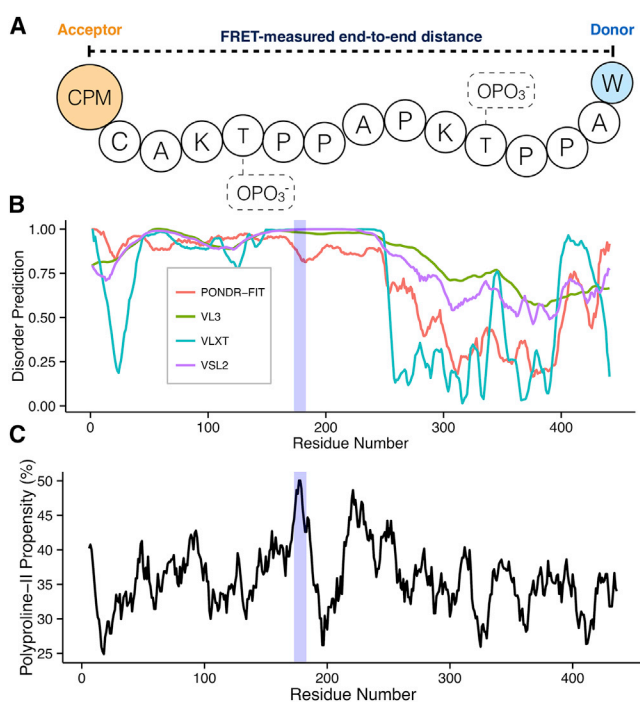 A
Acceptor
Donor
FRET-measured end-to-end distance
CPM
C A K T P P A P K T P P A W
OPO3-
OPO3-
B
Disorder Prediction
1.00
0.75
0.50
0.25
0.00
PONDR-FIT
VL3
VLXT
VSL2
0 100 200 300 400
Residue Number
C
Polyproline-II Propensity (%)
50
45
40
35
30
25
0 100 200 300 400
Residue Number